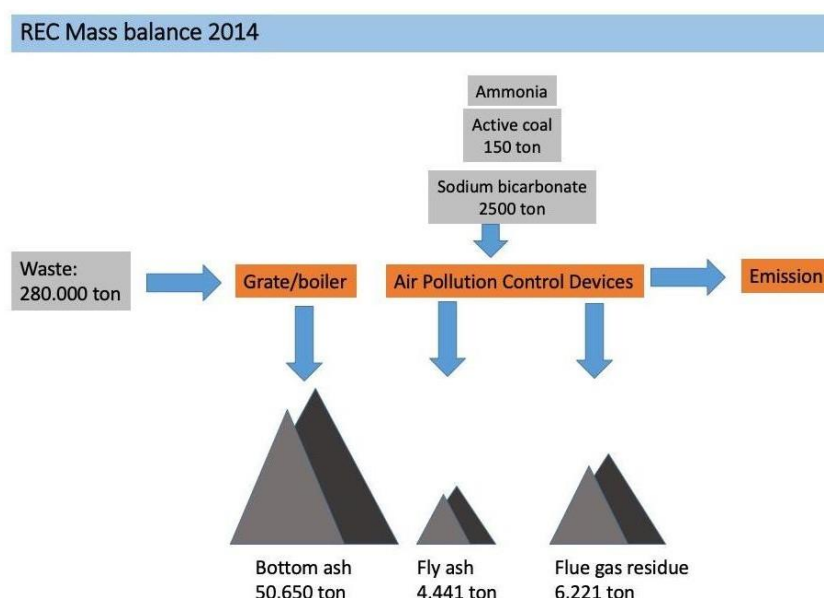 REC Mass balance 2014
Ammonia
Active coal
150 ton
Sodium bicarbonate
2500 ton
Waste:
280.000 ton
Grate/boiler
Air Pollution Control Devices
Emission
Bottom ash
50.650 ton
Fly ash
4.441 ton
Flue gas residue
6.221 ton